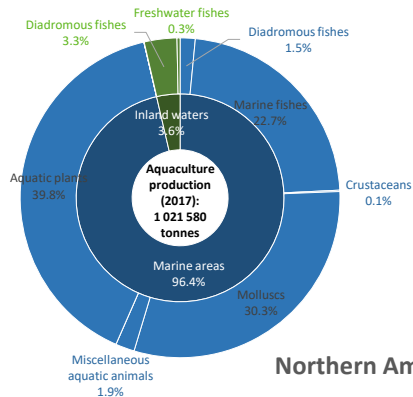 Freshwater fishes
0.3%
Diadromous fishes
3.3%
Diadromous fishes
1.5%
Marine fishes
22.7%
Inland waters
3.6%
Aquaculture
production
(2017):
1 021 580
tonnes
Crustaceans
0.1%
Aquatic plants
39.8%
Marine areas
96.4%
Molluscs
30.3%
Miscellaneous
aquatic animals
1.9%
Northern Am